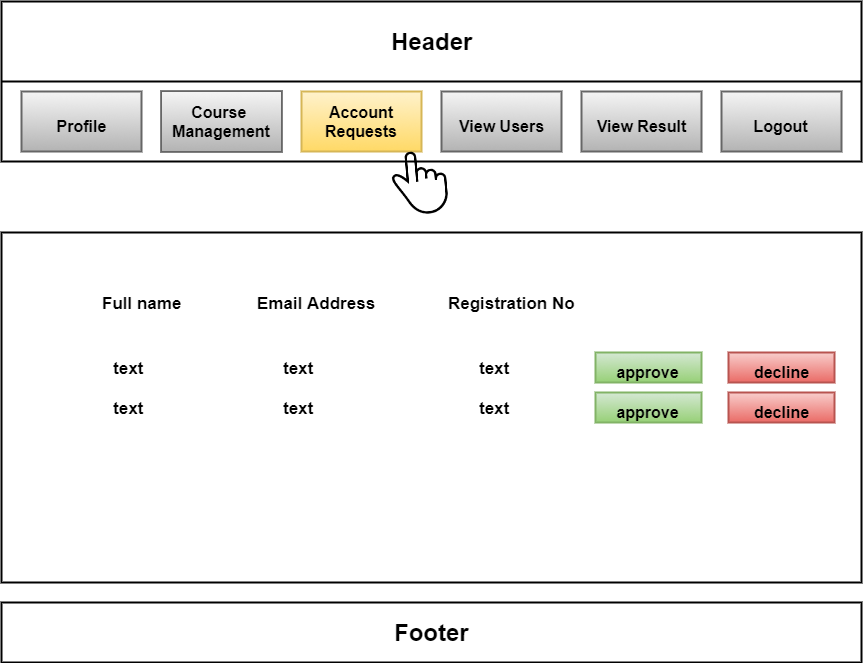 Header
Profile
Course
Management
Account
Requests
View Users
View Result
Logout
Full name
Email Address
Registration No
text
text
text
approve
decline
text
text
text
approve
decline
Footer